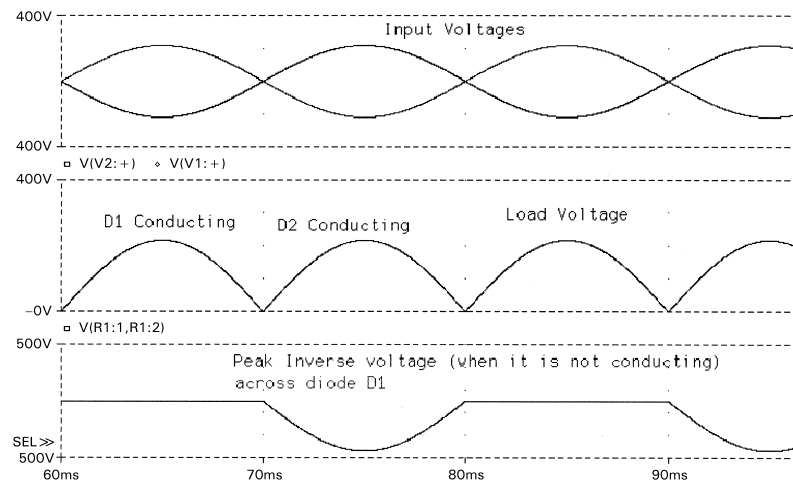 400V
Input Voltages
400V
V(V2:+) V(V1:+)
400V
D1 Conducting
D2 Conducting
Load Voltage
−0V
V(R1:1,R1:2)
500V
Peak Inverse voltage (when it is not conducting)
across diode D1
SEL>>
500V
60ms 70ms 80ms 90ms